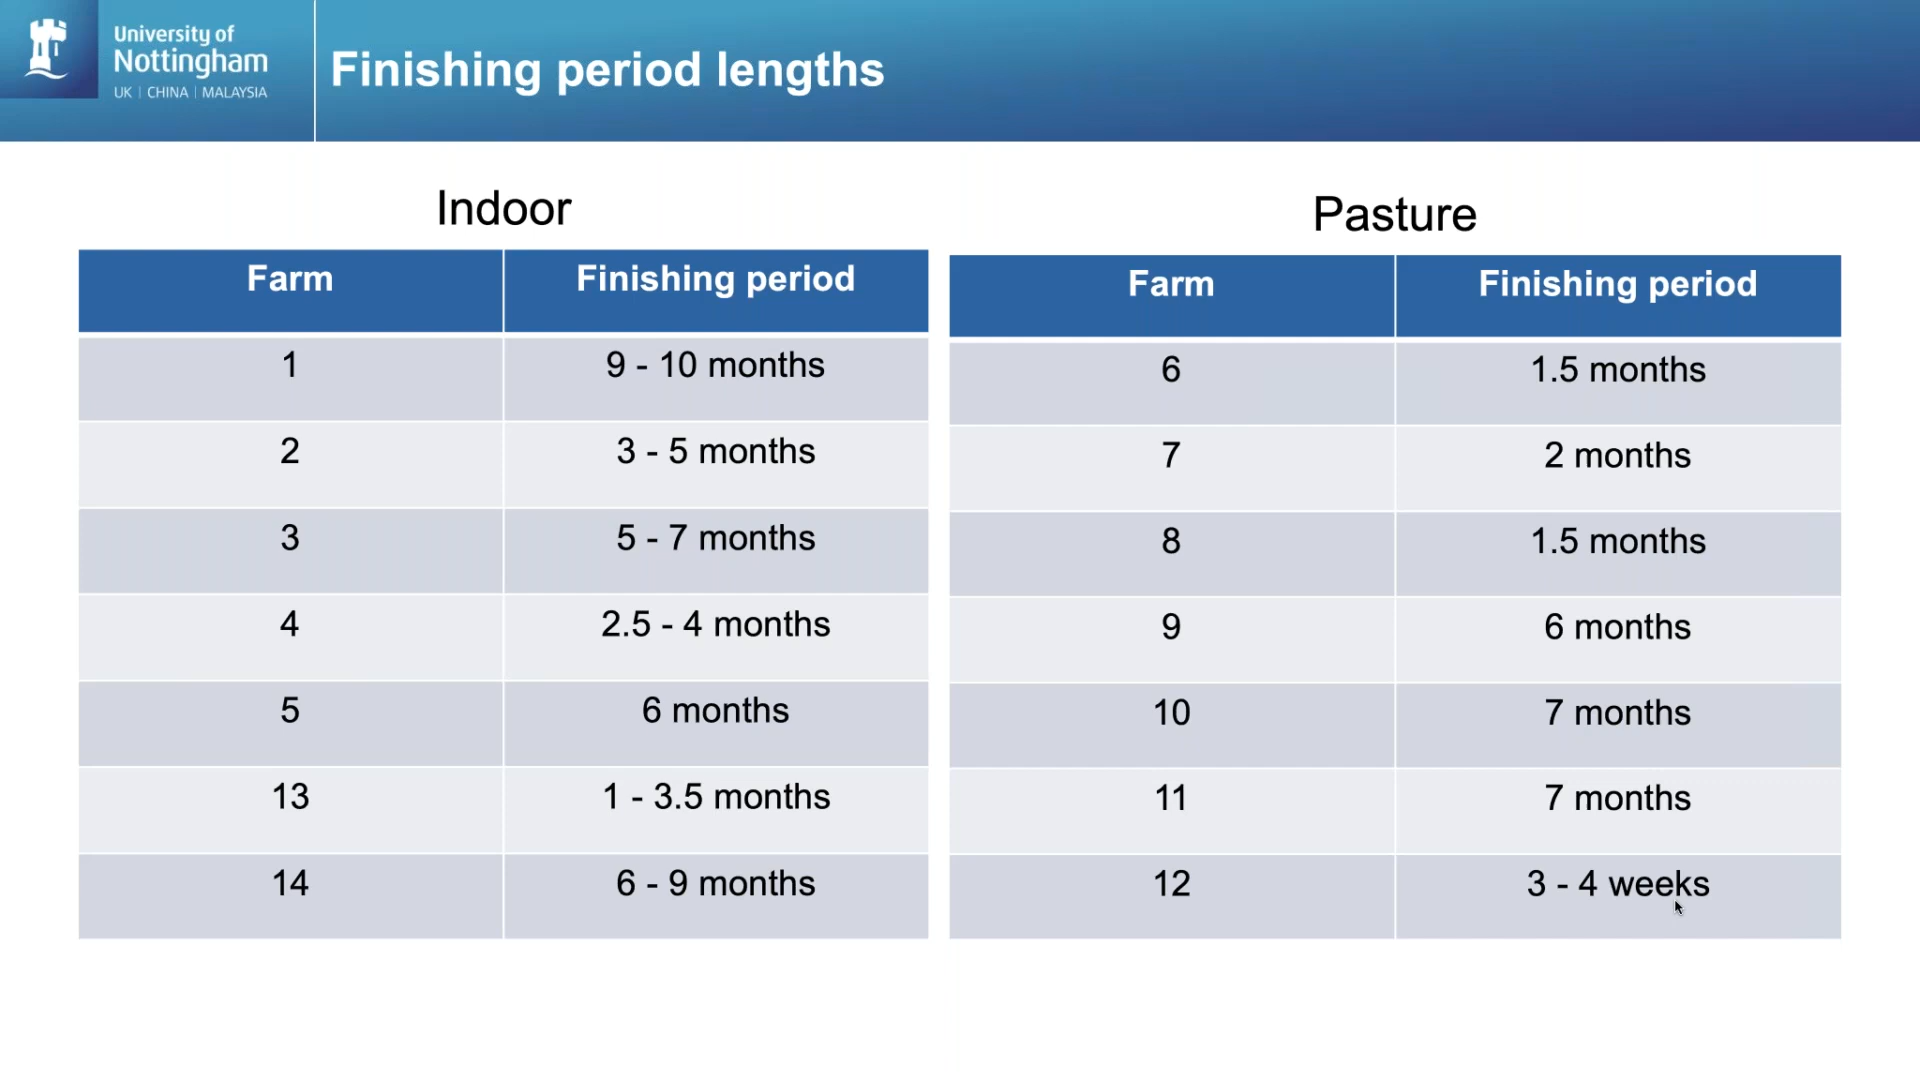 University of
Nottingham
UK | CHINA | MALAYSIA
Finishing period lengths
Indoor
Farm Finishing period
1 9 - 10 months
2 3 - 5 months
3 5 - 7 months
4 2.5 - 4 months
5 6 months
13 1 - 3.5 months
14 6 - 9 months
Pasture
Farm Finishing period
6 1.5 months
7 2 months
8 1.5 months
9 6 months
10 7 months
11 7 months
12 3 - 4 weeks